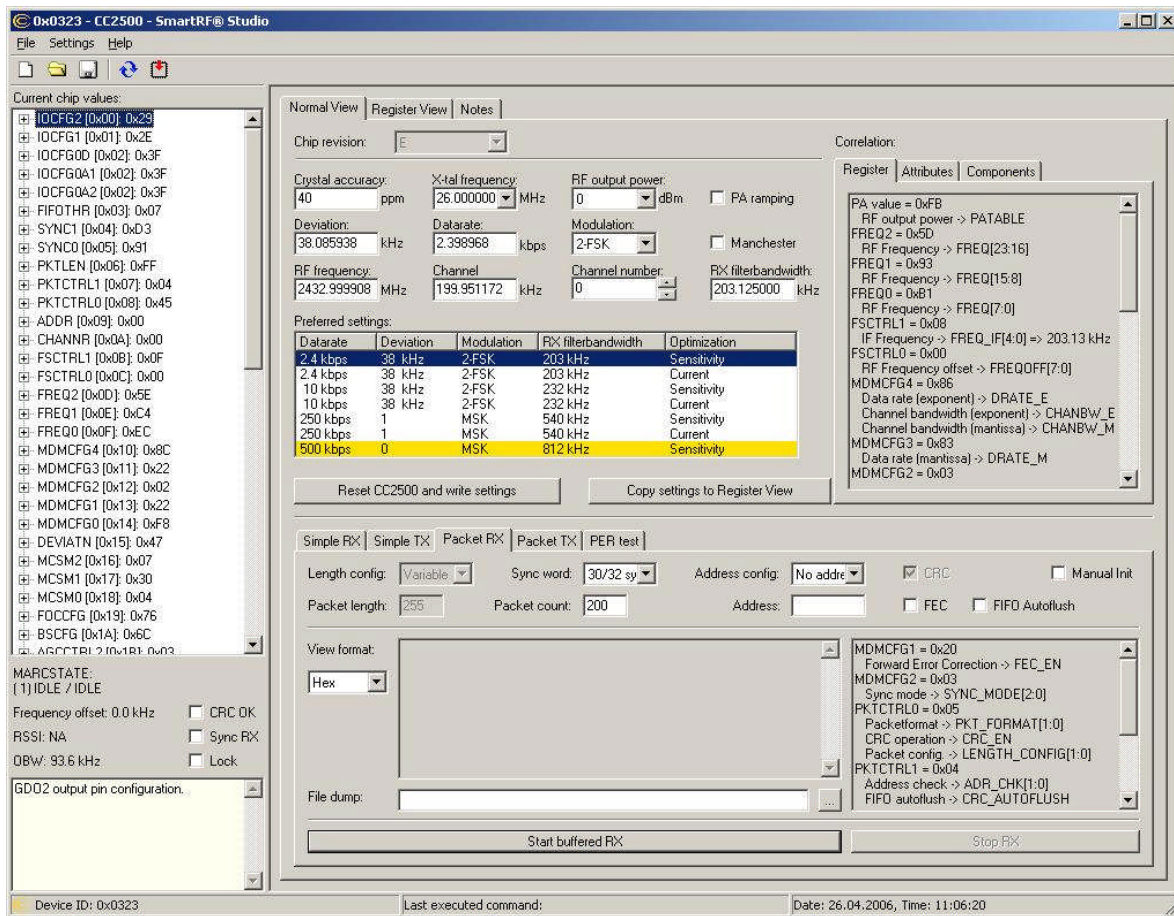 0x0323 - CC2500 - SmartRF® Studio
File Settings Help
Current chip values:
IOCFG2 [0x00]: 0x29
IOCFG1 [0x01]: 0x2E
IOCFG0D [0x02]: 0x3F
IOCFG0A1 [0x02]: 0x3F
IOCFG0A2 [0x02]: 0x3F
FIFOTHR [0x03]: 0x07
SYNC1 [0x04]: 0xD3
SYNC0 [0x05]: 0x91
PKTLEN [0x06]: 0xFF
PKTCTRL1 [0x07]: 0x04
PKTCTRL0 [0x08]: 0x45
ADDR [0x09]: 0x00
CHANNR [0x0A]: 0x00
FSCTRL1 [0x0B]: 0x0F
FSCTRL0 [0x0C]: 0x00
FREQ2 [0x0D]: 0x5E
FREQ1 [0x0E]: 0xC4
FREQ0 [0x0F]: 0xEC
MDMCFG4 [0x10]: 0x8C
MDMCFG3 [0x11]: 0x22
MDMCFG2 [0x12]: 0x02
MDMCFG1 [0x13]: 0x22
MDMCFG0 [0x14]: 0xF8
DEVIATN [0x15]: 0x47
MCSM2 [0x16]: 0x07
MCSM1 [0x17]: 0x30
MCSM0 [0x18]: 0x04
FOCCFG [0x19]: 0x76
BSCFG [0x1A]: 0x6C
AGCCTRL2 [0x1B]: 0x03
MARCSTATE:
(1) IDLE / IDLE
Frequency offset: 0.0 kHz CRC OK
RSSI: NA Sync RX
OBW: 93.6 kHz Lock
GDO2 output pin configuration.
Normal View Register View Notes
Chip revision: E
Crystal accuracy: X-tal frequency: RF output power:
40 ppm 26.000000 MHz 0 dBm PA ramping
Deviation: Datarate: Modulation:
38.085938 kHz 2.398968 kbps 2-FSK Manchester
RF frequency: Channel Channel number: RX filterbandwidth:
2432.999908 MHz 199.951172 kHz 0 203.125000 kHz
Preferred settings:
Datarate Deviation Modulation RX filterbandwidth Optimization
2.4 kbps 38 kHz 2-FSK 203 kHz Sensitivity
2.4 kbps 38 kHz 2-FSK 203 kHz Current
10 kbps 38 kHz 2-FSK 232 kHz Sensitivity
10 kbps 38 kHz 2-FSK 232 kHz Current
250 kbps 1 MSK 540 kHz Sensitivity
250 kbps 1 MSK 540 kHz Current
500 kbps 0 MSK 812 kHz Sensitivity
Reset CC2500 and write settings Copy settings to Register View
Correlation:
Register Attributes Components
PA value = 0xFB
RF output power -> PATABLE
FREQ2 = 0x5D
RF Frequency -> FREQ[23:16]
FREQ1 = 0x93
RF Frequency -> FREQ[15:8]
FREQ0 = 0xB1
RF Frequency -> FREQ[7:0]
FSCTRL1 = 0x08
IF Frequency -> FREQ_IF[4:0] => 203.13 kHz
FSCTRL0 = 0x00
RF Frequency offset -> FREQOFF[7:0]
MDMCFG4 = 0x86
Data rate (exponent) -> DRATE_E
Channel bandwidth (exponent) -> CHANBW_E
Channel bandwidth (mantissa) -> CHANBW_M
MDMCFG3 = 0x83
Data rate (mantissa) -> DRATE_M
MDMCFG2 = 0x03
Simple RX Simple TX Packet RX Packet TX PER test
Length config: Variable Sync word: 30/32 sy Address config: No addre CRC Manual Init
Packet length: 255 Packet count: 200 Address: FEC FIFO Autoflush
View format:
Hex
File dump: ...
MDMCFG1 = 0x20
Forward Error Correction -> FEC_EN
MDMCFG2 = 0x03
Sync mode -> SYNC_MODE[2:0]
PKTCTRL0 = 0x05
Packetformat -> PKT_FORMAT[1:0]
CRC operation -> CRC_EN
Packet config. -> LENGTH_CONFIG[1:0]
PKTCTRL1 = 0x04
Address check -> ADR_CHK[1:0]
FIFO autoflush -> CRC_AUTOFLUSH
Start buffered RX Stop RX
Device ID: 0x0323 Last executed command: Date: 26.04.2006, Time: 11:06:20